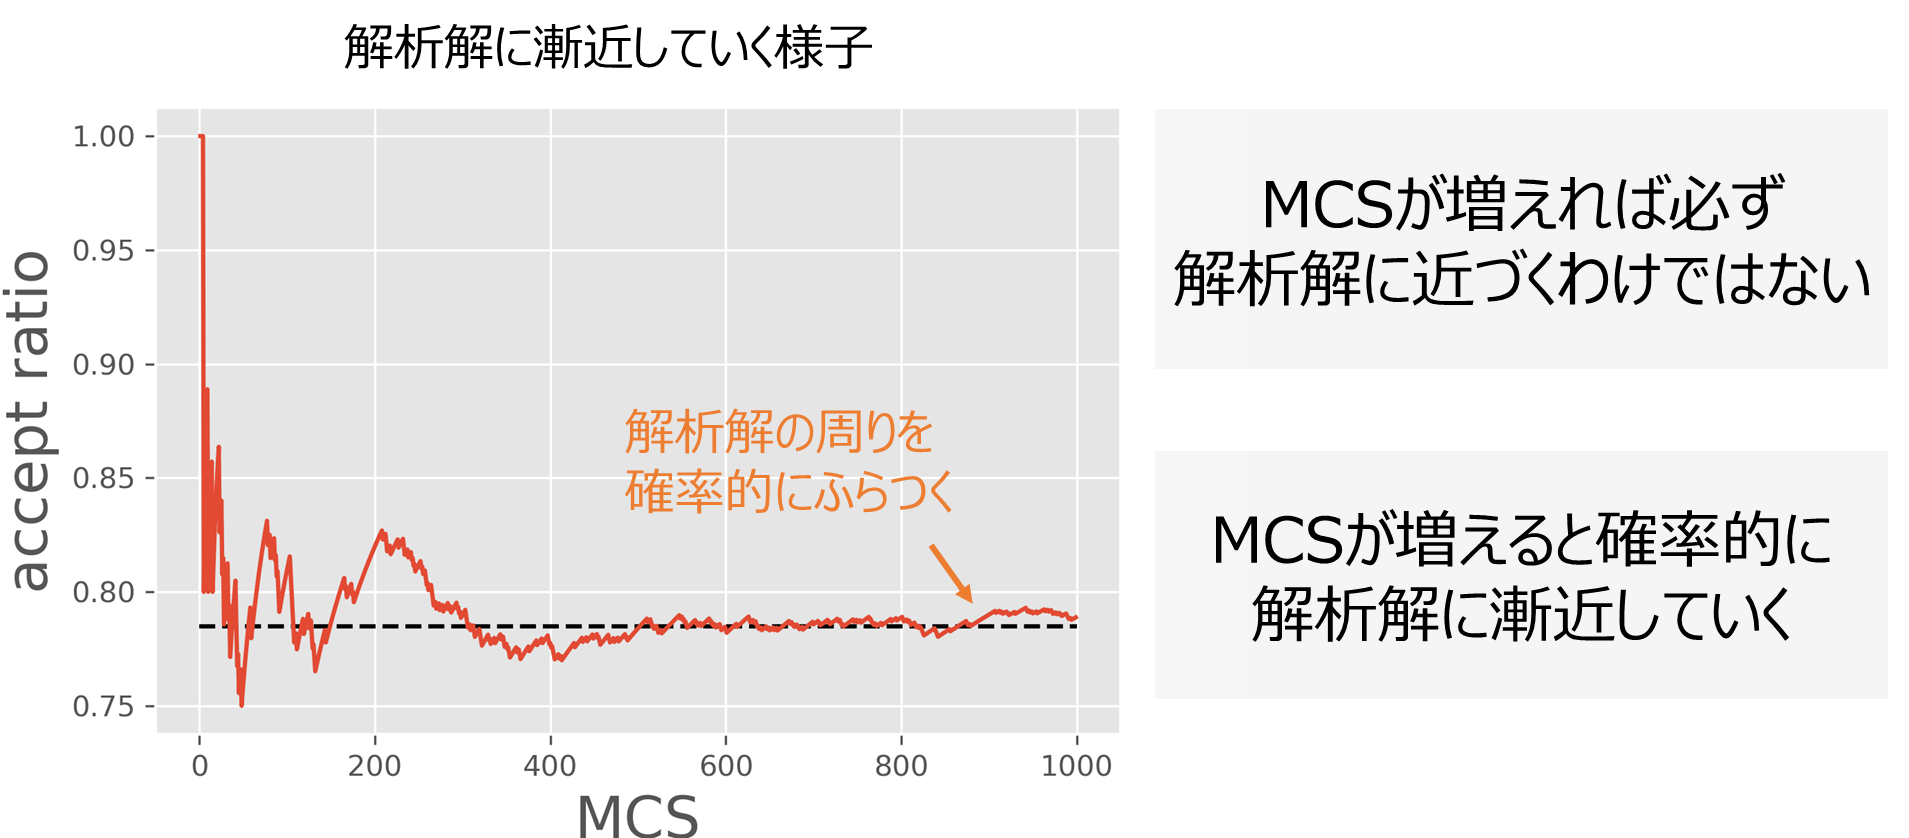 解析解に漸近していく様子
accept ratio
1.00
0.95
0.90
0.85
0.80
0.75
解析解の周りを
確率的にふらつく
0 200 400 600 800 1000
MCS
MCSが増えれば必ず
解析解に近づくわけではない
MCSが増えると確率的に
解析解に漸近していく